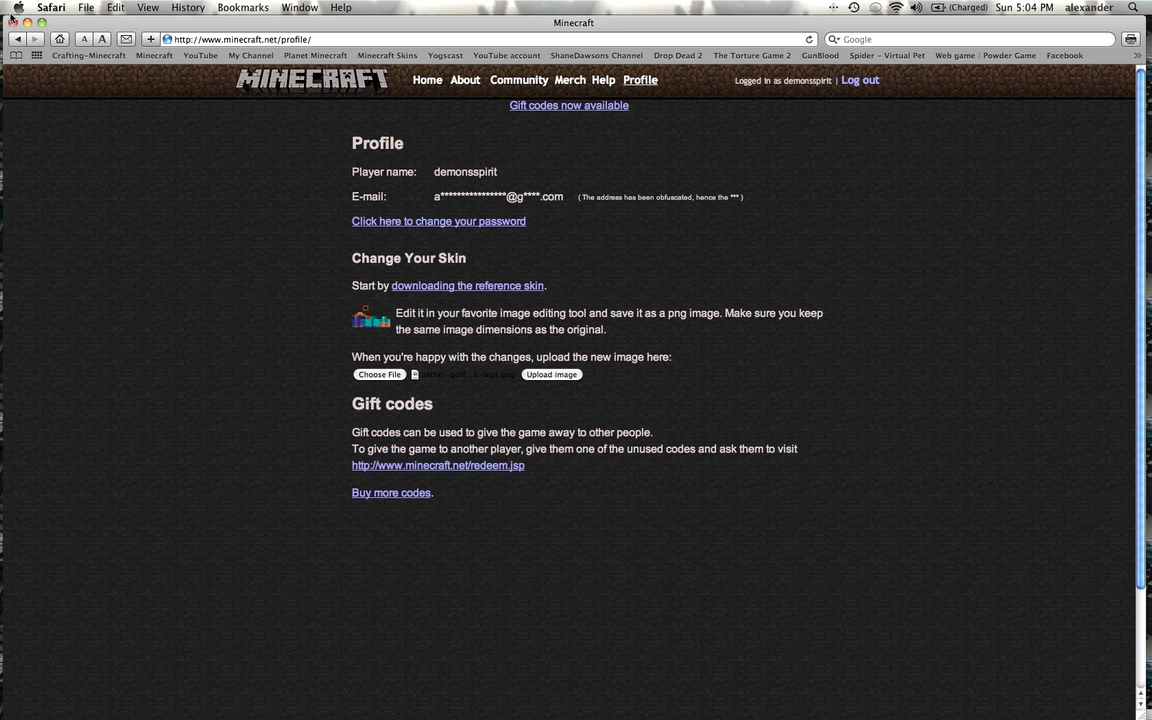 Safari File Edit View History Bookmarks Window Help (Charged) Sun 5:04 PM alexander
Minecraft
A A http://www.minecraft.net/profile/ Google
Crafting-Minecraft Minecraft YouTube My Channel Planet Minecraft Minecraft Skins Yogscast YouTube account ShaneDawsons Channel Drop Dead 2 The Torture Game 2 GunBlood Spider - Virtual Pet Web game | Powder Game Facebook
MINECRAFT Home About Community Merch Help Profile Logged in as demonsspirit | Log out
Gift codes now available
Profile
Player name: demonsspirit
E-mail: a****************@g****.com ( The address has been obfuscated, hence the *** )
Click here to change your password
Change Your Skin
Start by downloading the reference skin.
Edit it in your favorite image editing tool and save it as a png image. Make sure you keep
the same image dimensions as the original.
When you're happy with the changes, upload the new image here:
Choose File Upload image
Gift codes
Gift codes can be used to give the game away to other people.
To give the game to another player, give them one of the unused codes and ask them to visit
http://www.minecraft.net/redeem.jsp
Buy more codes.